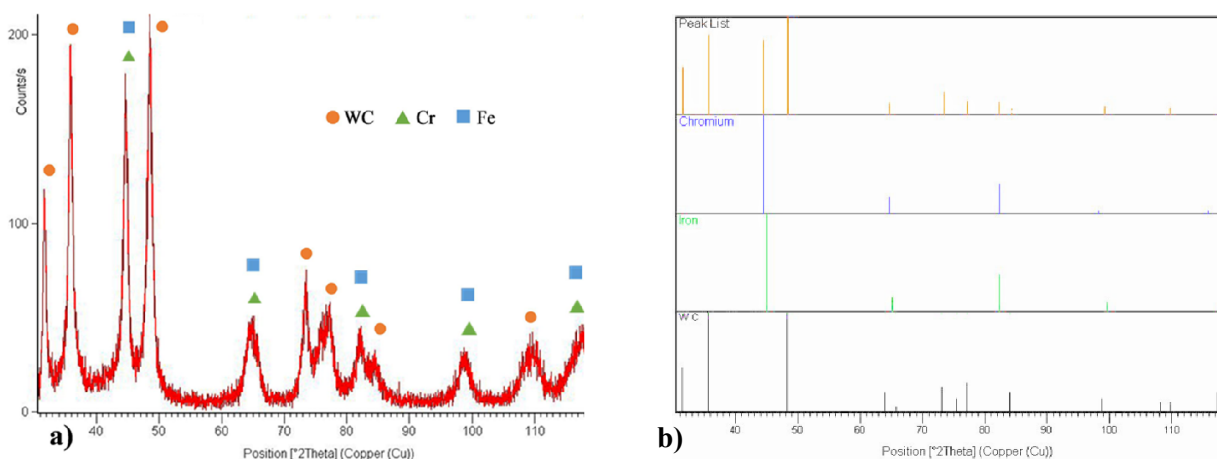 200
100
0
Counts/s
WC Cr Fe
40 50 60 70 80 90 100 110
Position [°2Theta] (Copper (Cu))
a)
Peak List
Chromium
Iron
W C
40 50 60 70 80 90 100 110
Position [°2Theta] (Copper (Cu))
b)